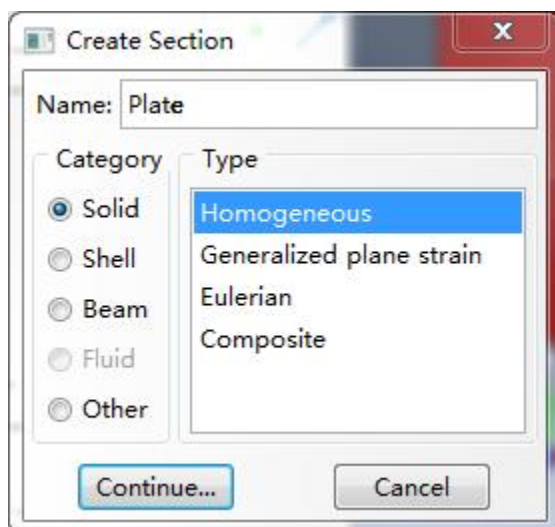 Create Section
X
Name: Plate
Category
Type
Solid
Shell
Beam
Fluid
Other
Homogeneous
Generalized plane strain
Eulerian
Composite
Continue...
Cancel